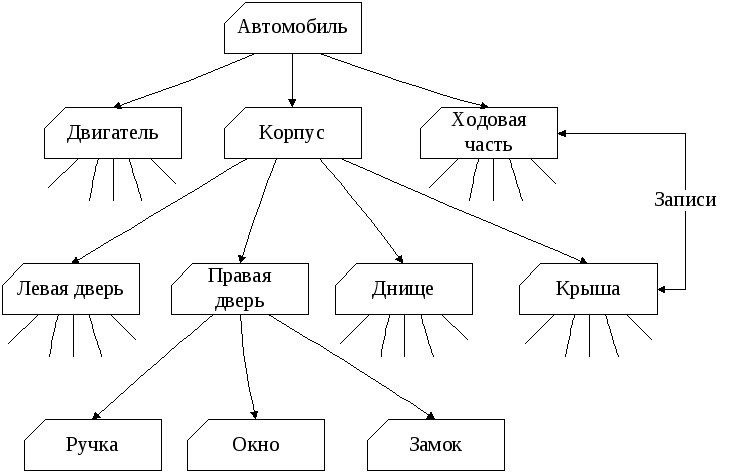 Автомобиль
Двигатель
Корпус
Ходовая
часть
Записи
Левая дверь
Правая
дверь
Днище
Крыша
Ручка
Окно
Замок